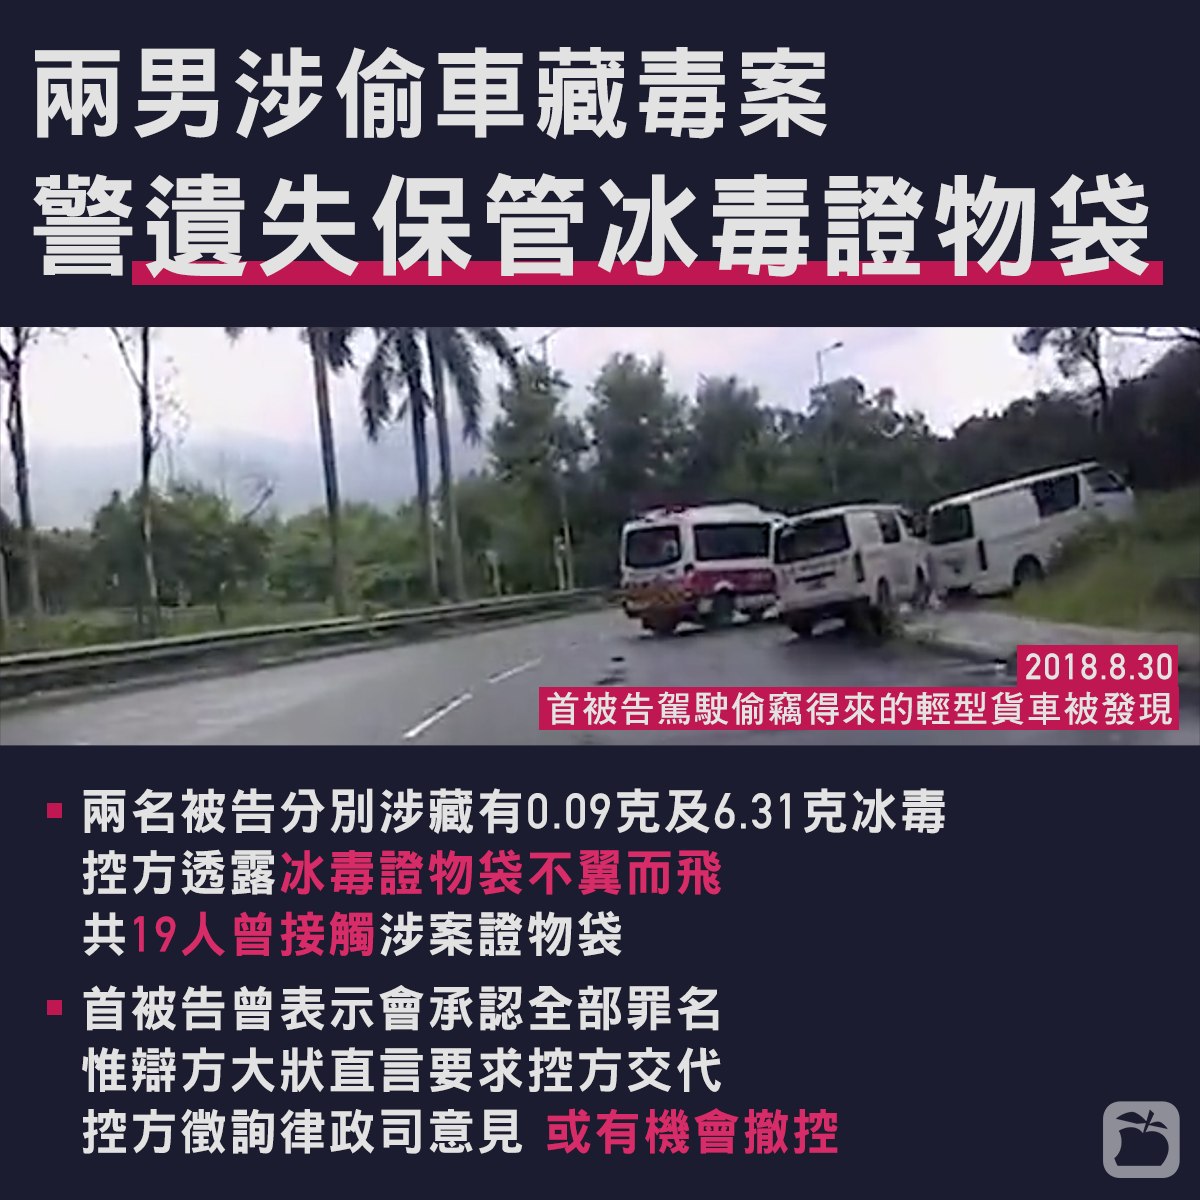 兩男涉偷車藏毒案
警遺失保管冰毒證物袋
2018.8.30
首被告駕駛偷竊得來的輕型貨車被發現
兩名被告分別涉藏有0.09克及6.31克冰毒
控方透露冰毒證物袋不翼而飛
共19人曾接觸涉案證物袋
首被告曾表示會承認全部罪名
惟辯方大狀直言要求控方交代
控方徵詢律政司意見 或有機會撤控